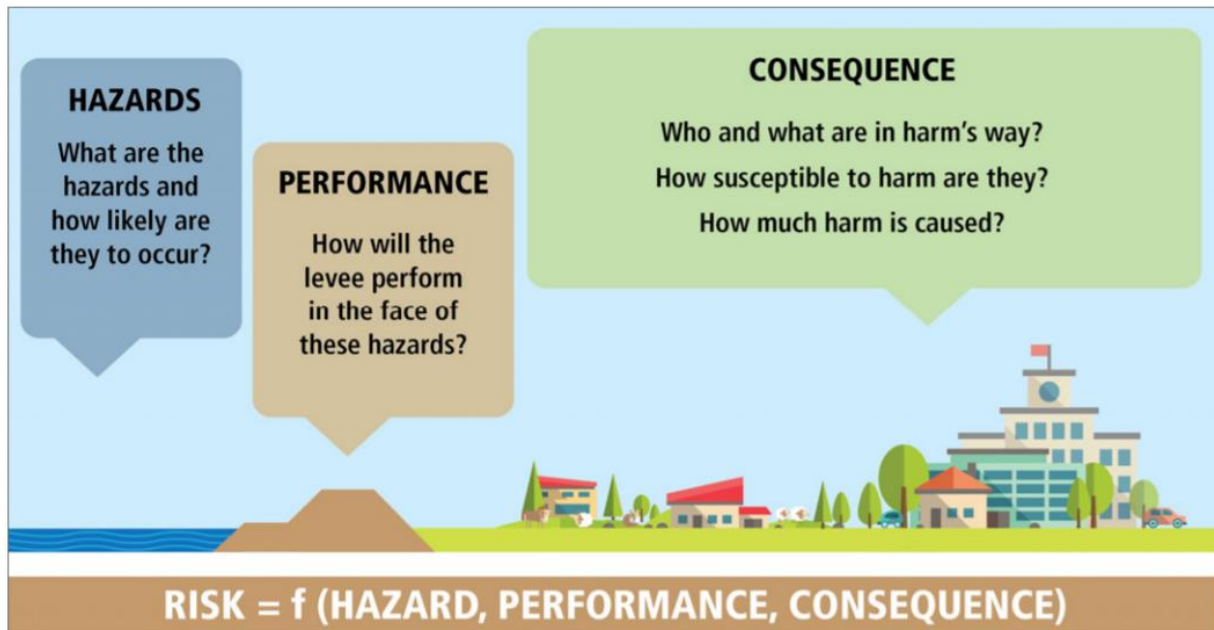 HAZARDS
What are the
hazards and
how likely are
they to occur?
PERFORMANCE
How will the
levee perform
in the face of
these hazards?
CONSEQUENCE
Who and what are in harm’s way?
How susceptible to harm are they?
How much harm is caused?
RISK = f (HAZARD, PERFORMANCE, CONSEQUENCE)